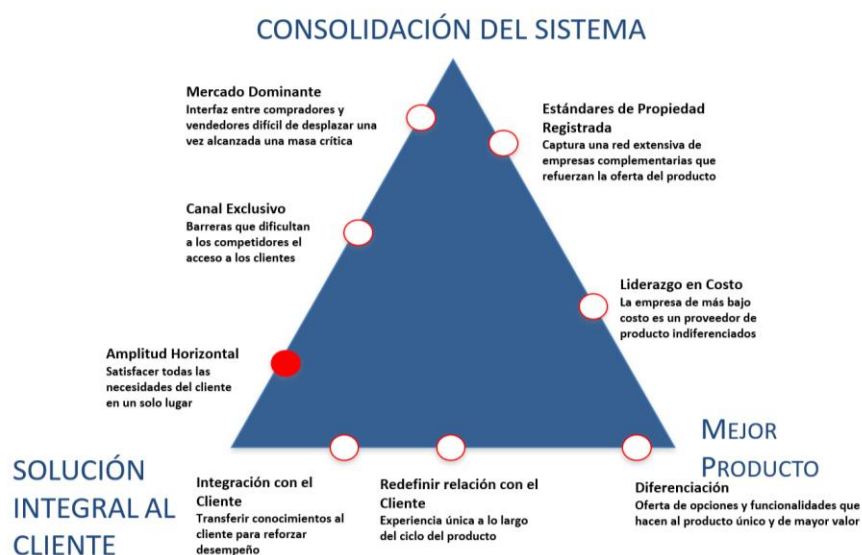 CONSOLIDACIÓN DEL SISTEMA
Mercado Dominante
Interfaz entre compradores y
vendedores difícil de desplazar una
vez alcanzada una masa crítica
Estándares de Propiedad
Registrada
Captura una red extensiva de
empresas complementarias que
refuerzan la oferta del producto
Canal Exclusivo
Barreras que dificultan
a los competidores el
acceso a los clientes
Liderazgo en Costo
La empresa de más bajo
costo es un proveedor de
producto indiferenciados
Amplitud Horizontal
Satisfacer todas las
necesidades del cliente
en un solo lugar
MEJOR
PRODUCTO
SOLUCIÓN
INTEGRAL AL
CLIENTE
Integración con el
Cliente
Transferir conocimientos al
cliente para reforzar
desempeño
Redefinir relación con el
Cliente
Experiencia única a lo largo
del ciclo del producto
Diferenciación
Oferta de opciones y funcionalidades que
hacen al producto único y de mayor valor